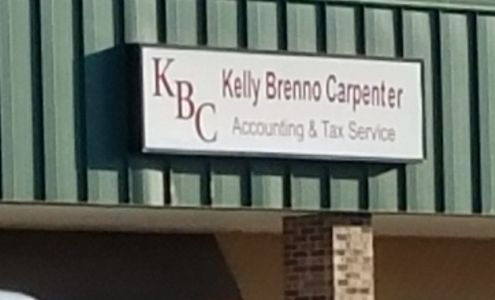 KBC
Kelly Brenno Carpenter
Accounting & Tax Service